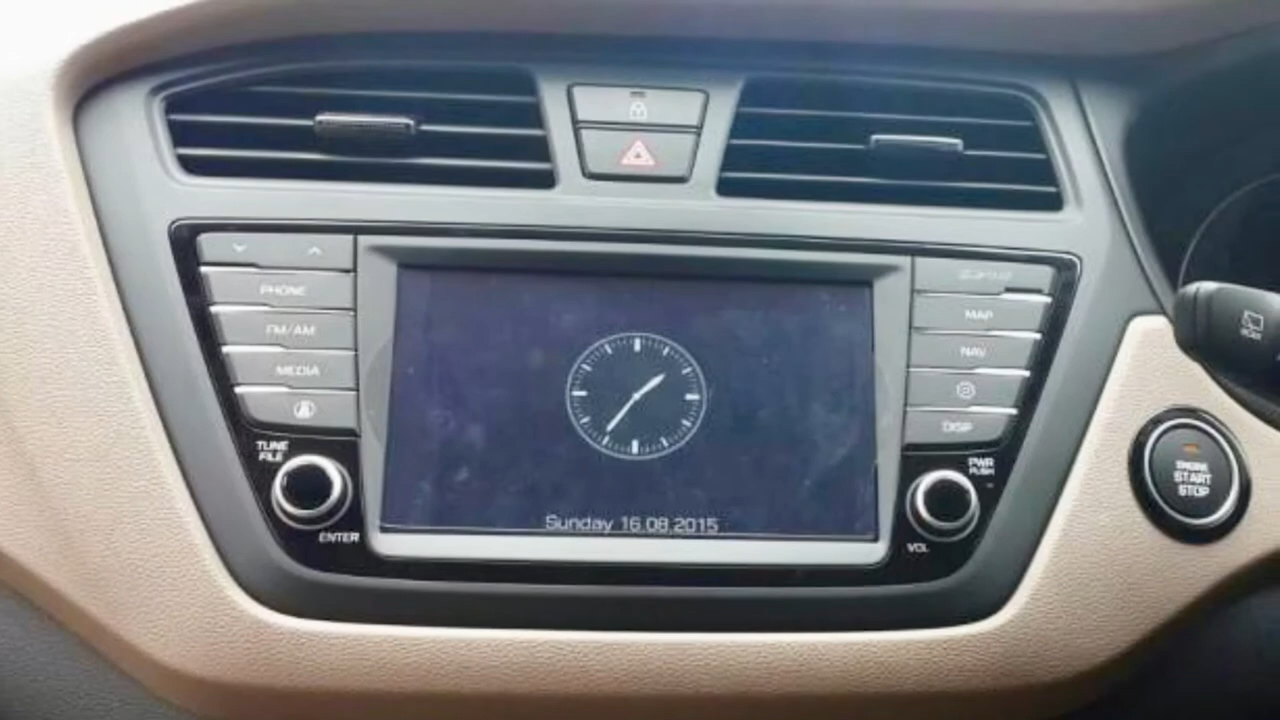 PHONE
FM/AM
MEDIA
TUNE
FILE
ENTER
Sunday 16.08.2015
MAP
NAV
DISP
PWR
PUSH
VOL
ENGINE
START
STOP